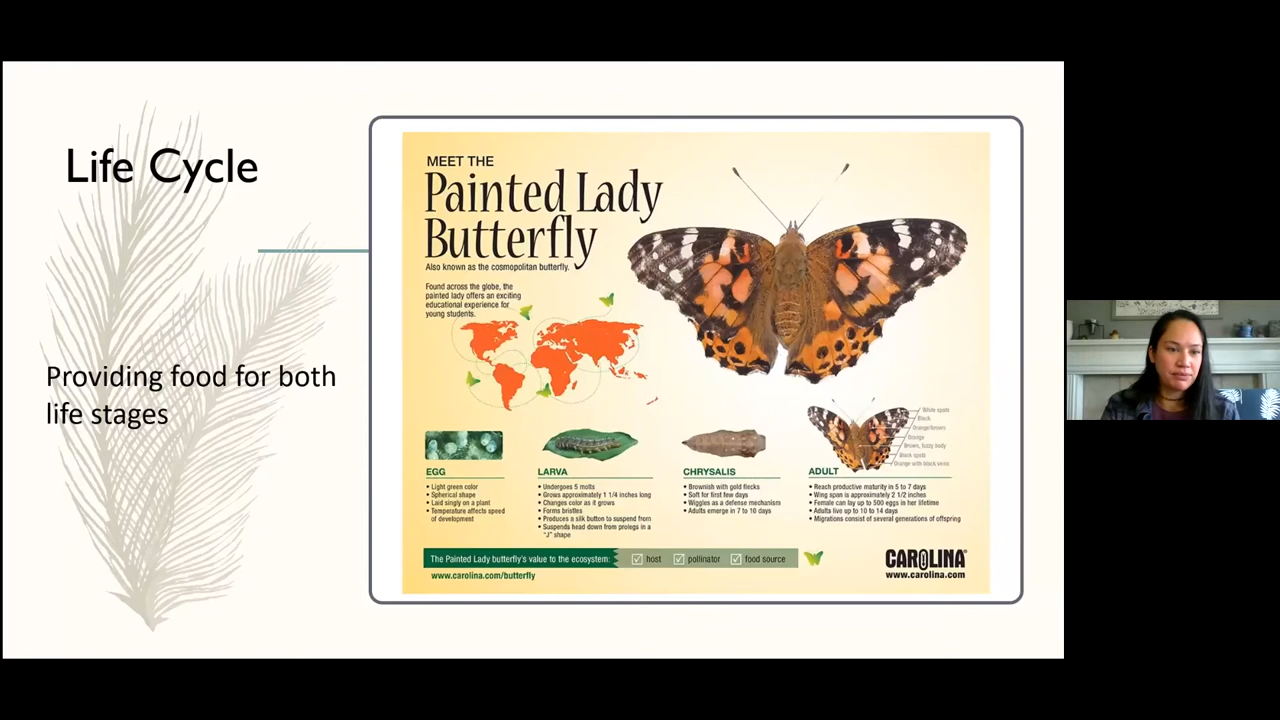 Life Cycle
Providing food for both
life stages
MEET THE
Painted Lady
Butterfly
Also known as the cosmopolitan butterfly.
Found across the globe, the
painted lady offers an exciting
educational experience for
young students.
EGG
• Light green color
• Spherical shape
• Laid singly on a plant
• Temperature affects speed
of development
LARVA
• Undergoes 5 molts
• Grows approximately 1 1/4 inches long
• Changes color as it grows
• Forms bristles
• Produces a silk button to suspend from
• Suspends head down from prolegs in a
"J" shape
CHRYSALIS
• Brownish with gold flecks
• Soft for first few days
• Wiggles as a defense mechanism
• Adults emerge in 7 to 10 days
White spots
Black
Orange/brown
Orange
Brown, fuzzy body
Black spots
Orange with black veins
ADULT
• Reach productive maturity in 5 to 7 days
• Wing span is approximately 2 1/2 inches
• Female can lay up to 500 eggs in her lifetime
• Adults live up to 10 to 14 days
• Migrations consist of several generations of offspring
The Painted Lady butterfly's value to the ecosystem: host pollinator food source
www.carolina.com/butterfly
CAROLINA®
www.carolina.com